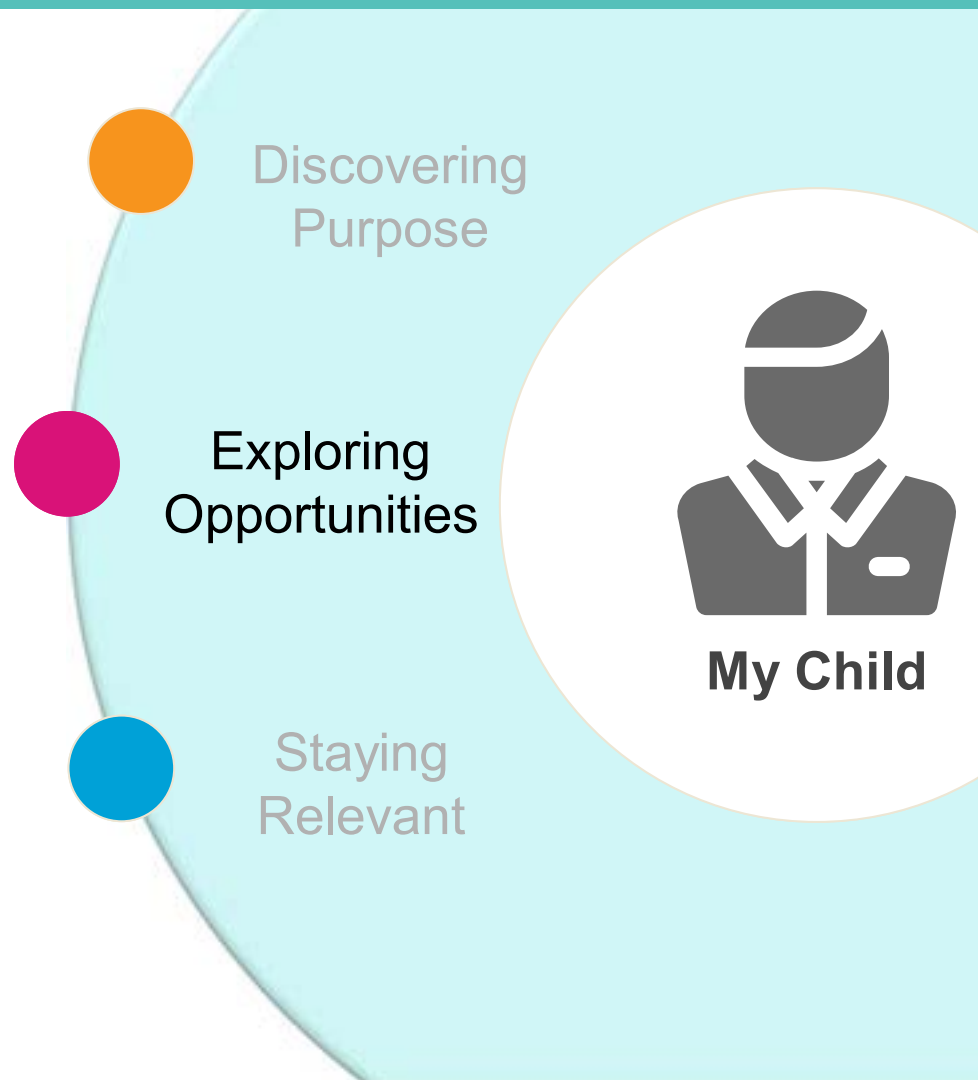 Discovering
Purpose
Exploring
Opportunities
My Child
Staying
Relevant